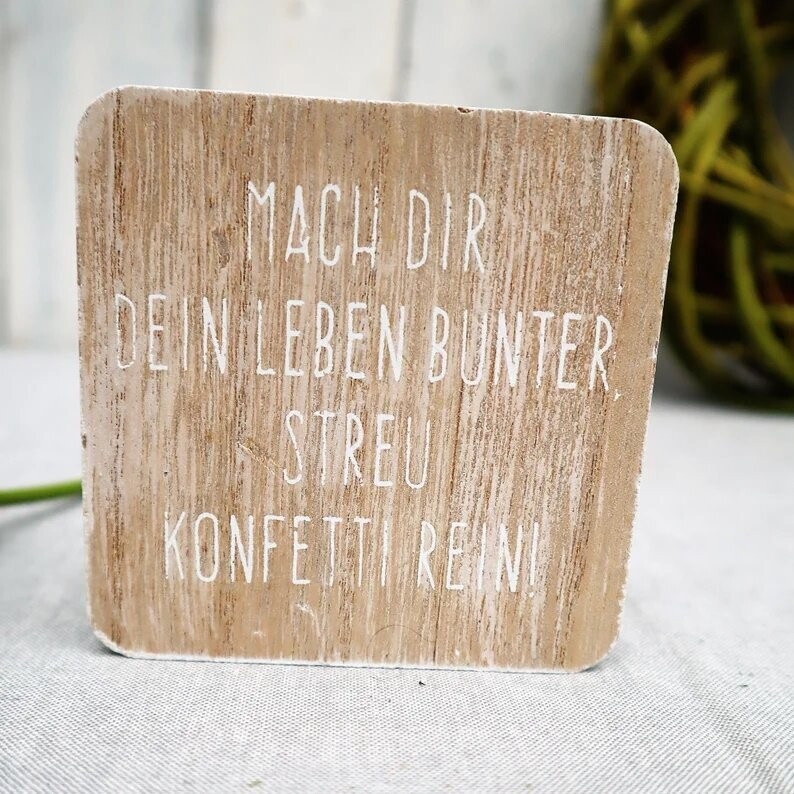 MACH DIR
DEIN LEBEN BUNTER,
STREU
KONFETTI REIN!